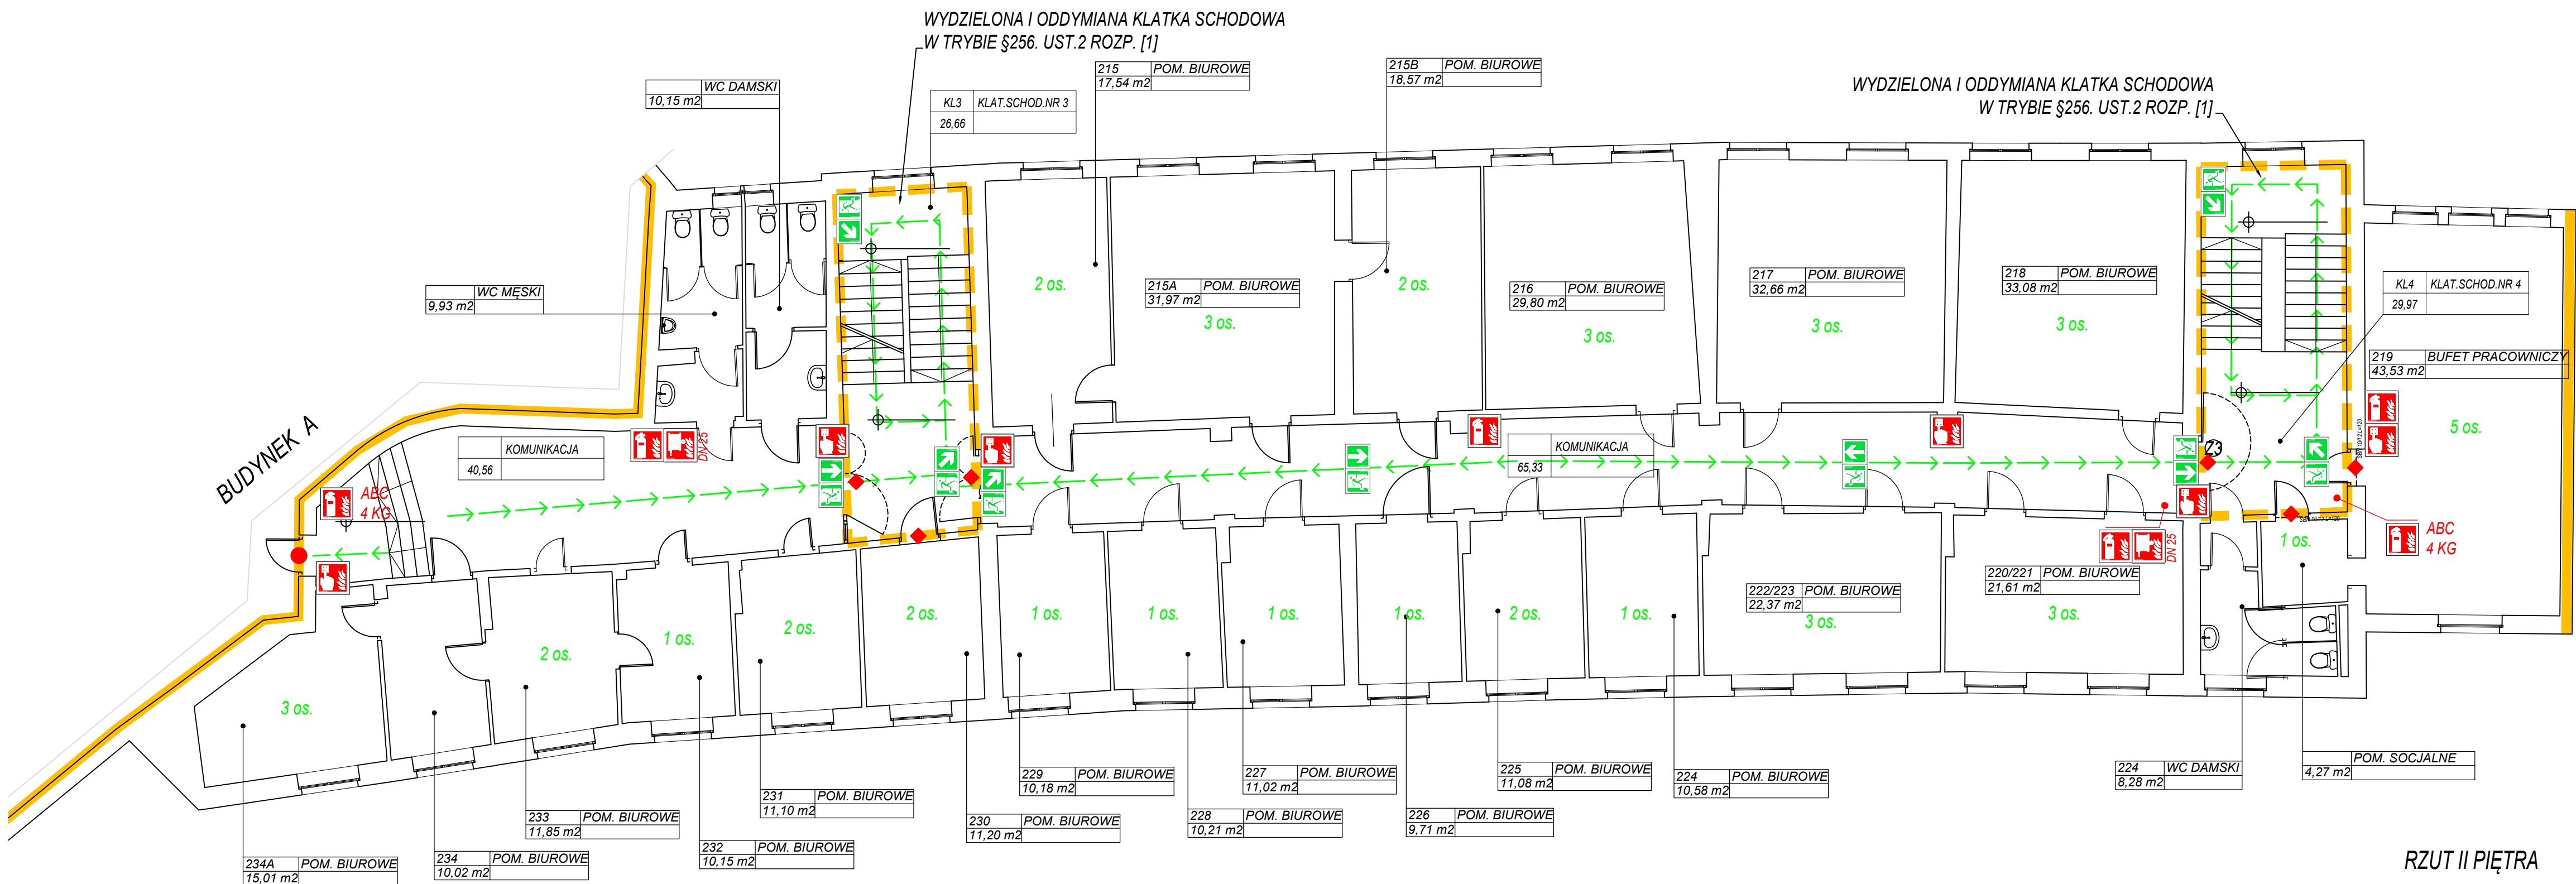 WYDZIELONA I ODDYMIANA KLATKA SCHODOWA
W TRYBIE §256. UST.2 ROZP. [1]
WC DAMSKI
10,15 m2
KL3 KLAT.SCHOD.NR 3
26,66
215 POM. BIUROWE
17,54 m2
215B POM. BIUROWE
18,57 m2
WYDZIELONA I ODDYMIANA KLATKA SCHODOWA
W TRYBIE §256. UST.2 ROZP. [1]
WC MĘSKI
9,93 m2
2 os.
215A POM. BIUROWE
31,97 m2
3 os.
2 os.
216 POM. BIUROWE
29,80 m2
3 os.
217 POM. BIUROWE
32,66 m2
3 os.
218 POM. BIUROWE
33,08 m2
3 os.
KL4 KLAT.SCHOD.NR 4
29,97
219 BUFET PRACOWNICZY
43,53 m2
5 os.
BUDYNEK A
KOMUNIKACJA
40,56
DN 25
KOMUNIKACJA
65,33
23
ABC
4 KG
DN 25
ABC
4 KG
1 os.
3 os.
2 os.
1 os.
2 os.
2 os.
1 os.
1 os.
1 os.
1 os.
2 os.
1 os.
222/223 POM. BIUROWE
22,37 m2
3 os.
220/221 POM. BIUROWE
21,61 m2
3 os.
234A POM. BIUROWE
15,01 m2
234 POM. BIUROWE
10,02 m2
233 POM. BIUROWE
11,85 m2
232 POM. BIUROWE
10,15 m2
231 POM. BIUROWE
11,10 m2
230 POM. BIUROWE
11,20 m2
229 POM. BIUROWE
10,18 m2
228 POM. BIUROWE
10,21 m2
227 POM. BIUROWE
11,02 m2
226 POM. BIUROWE
9,71 m2
225 POM. BIUROWE
11,08 m2
224 POM. BIUROWE
10,58 m2
224 WC DAMSKI
8,28 m2
POM. SOCJALNE
4,27 m2
RZUT II PIĘTRA